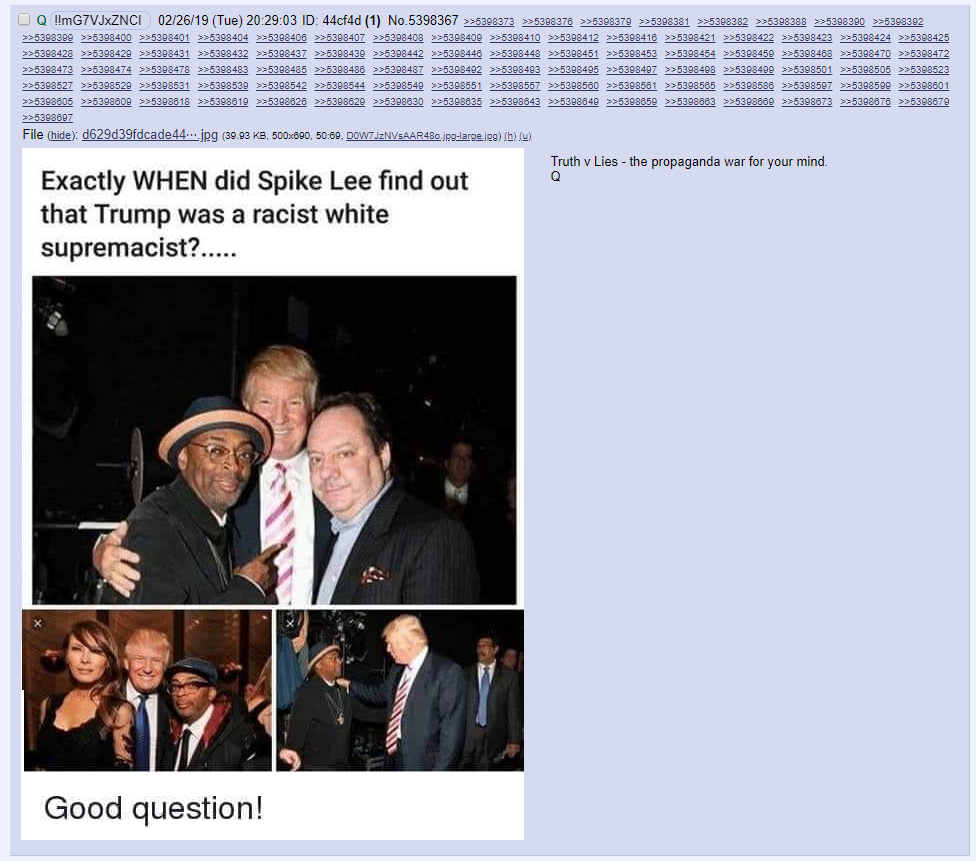 Q !!mG7VJxZNCI 02/26/19 (Tue) 20:29:03 ID: 44cf4d (1) No.5398367 >>5398373 >>5398376 >>5398379 >>5398381 >>5398382 >>5398388 >>5398390 >>5398392
>>5398399 >>5398400 >>5398401 >>5398404 >>5398406 >>5398407 >>5398408 >>5398409 >>5398410 >>5398412 >>5398416 >>5398421 >>5398422 >>5398423 >>5398424 >>5398425
>>5398428 >>5398429 >>5398431 >>5398432 >>5398437 >>5398439 >>5398442 >>5398446 >>5398448 >>5398451 >>5398453 >>5398454 >>5398459 >>5398468 >>5398470 >>5398472
>>5398473 >>5398474 >>5398478 >>5398483 >>5398485 >>5398486 >>5398487 >>5398492 >>5398493 >>5398495 >>5398497 >>5398498 >>5398499 >>5398501 >>5398505 >>5398523
>>5398527 >>5398529 >>5398531 >>5398539 >>5398542 >>5398544 >>5398549 >>5398551 >>5398557 >>5398560 >>5398561 >>5398565 >>5398586 >>5398597 >>5398599 >>5398601
>>5398605 >>5398609 >>5398618 >>5398619 >>5398626 >>5398629 >>5398630 >>5398635 >>5398643 >>5398649 >>5398659 >>5398663 >>5398669 >>5398673 >>5398676 >>5398679
>>5398697
File (hide): d629d39fdcade44⋯.jpg (39.93 KB, 500x690, 50:69, D0W7JzNVsAAR48o.jpg-large.jpg) (h) (u)
Truth v Lies - the propaganda war for your mind.
Q
Exactly WHEN did Spike Lee find out
that Trump was a racist white
supremacist?.....
Good question!